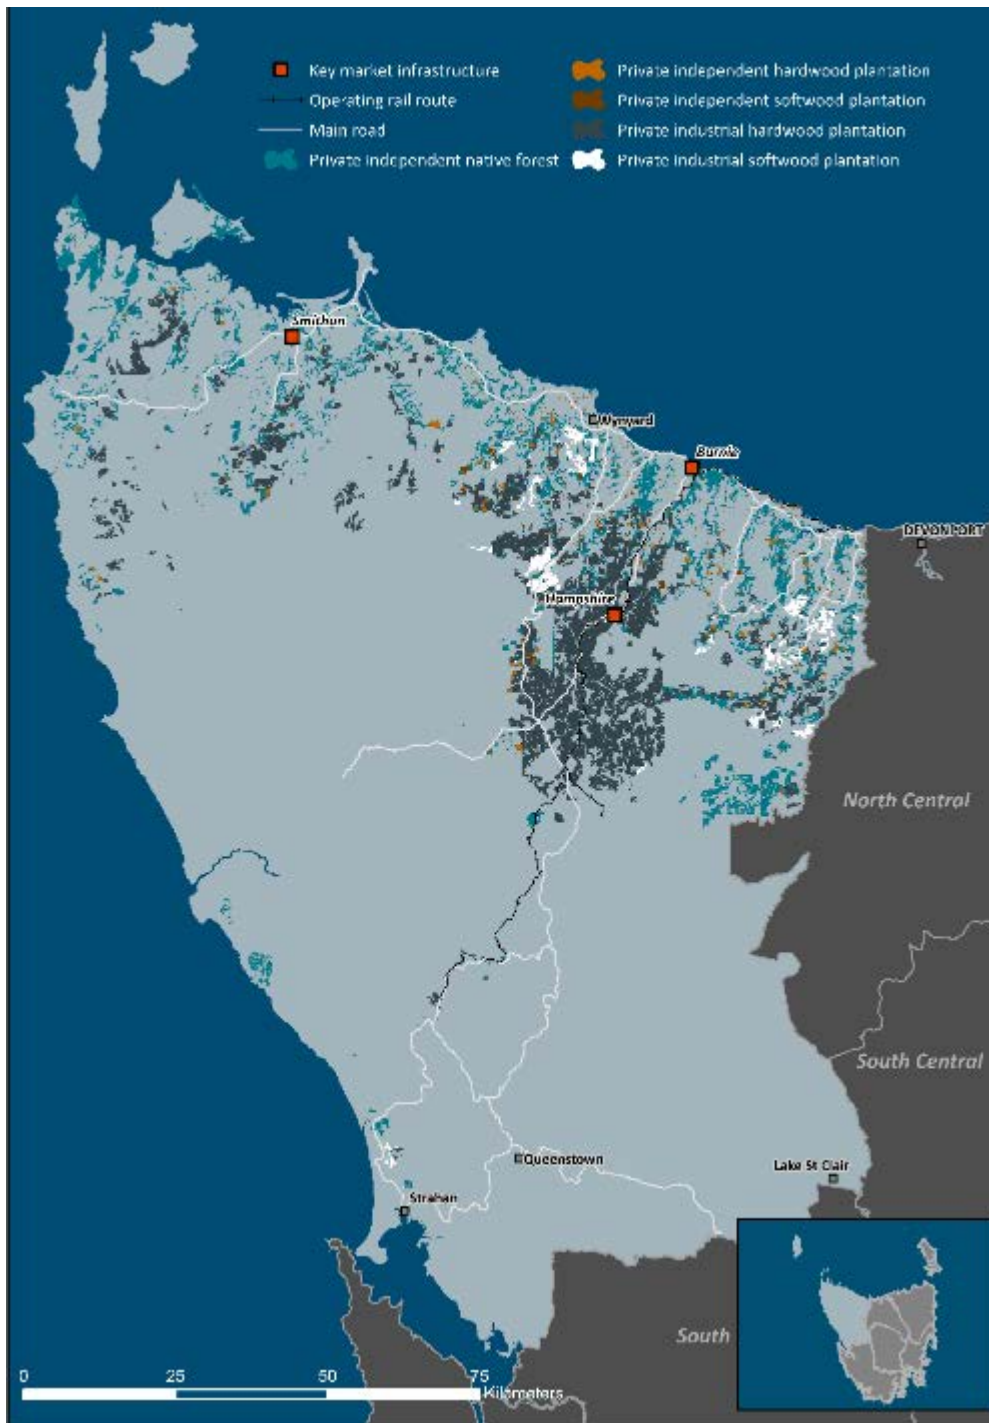 Key market infrastructure
Operating rail route
Main road
Private independent native forest
Private independent hardwood plantation
Private independent softwood plantation
Private industrial hardwood plantation
Private industrial softwood plantation
Smithon
Wynyard
Burnie
DEVONPORT
Hampshire
North Central
South Central
Queenstown
Lake St Clair
Strahan
South
0 25 50 75
Kilometers